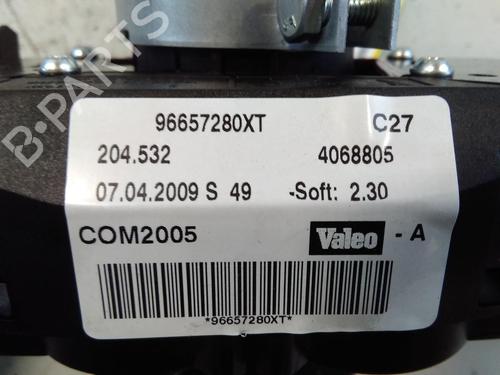 96657280XT C27
204.532 4068805
07.04.2009 S 49 -Soft: 2.30
COM2005 Valeo - A
*96657280XT*
B-PARTS